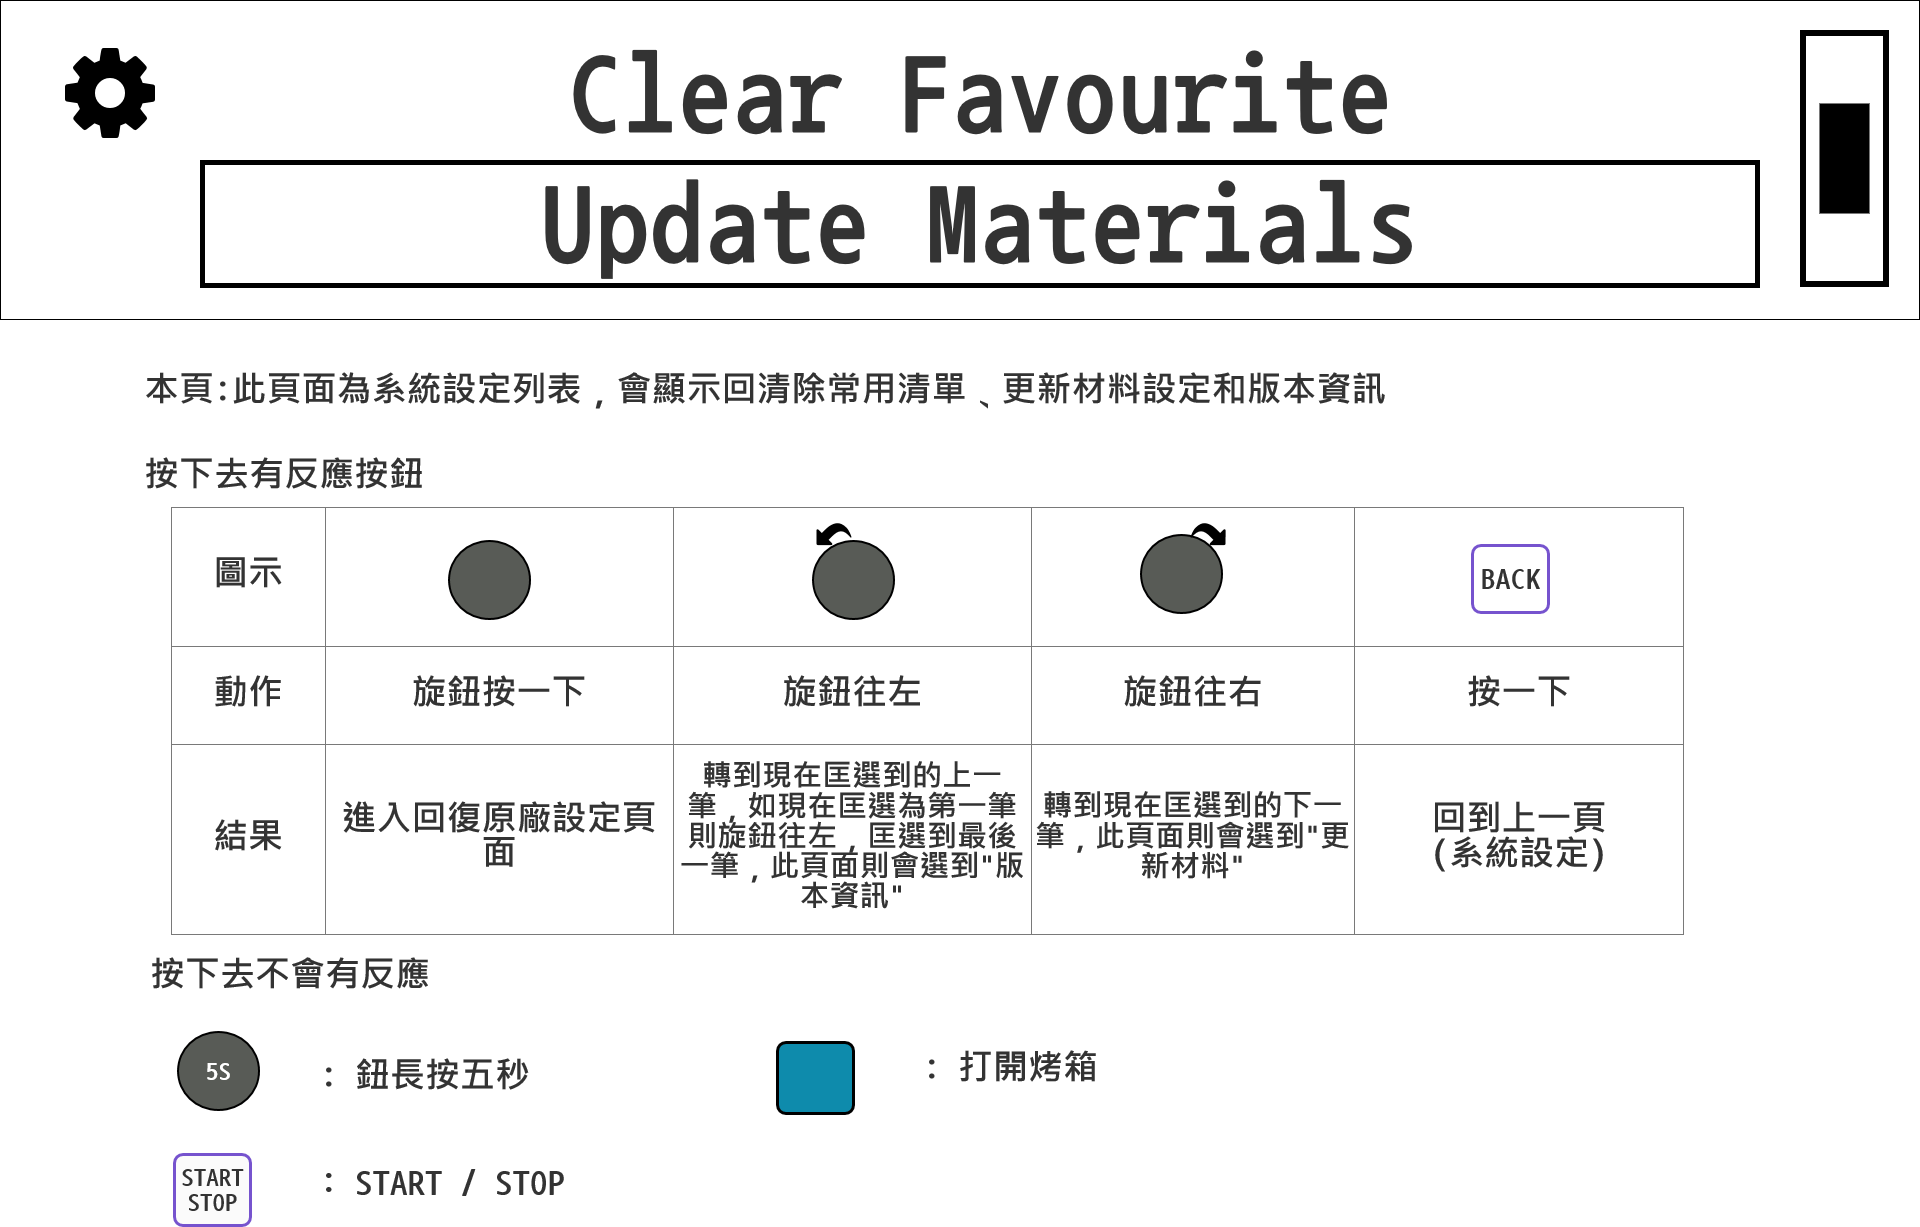 Clear Favourite
Update Materials
本頁:此頁面為系統設定列表，會顯示回清除常用清單、更新材料設定和版本資訊
按下去有反應按鈕
圖示
BACK
動作
旋鈕按一下
旋鈕往左
旋鈕往右
按一下
結果
進入回復原廠設定頁
面
轉到現在匡選到的上一
筆，如現在匡選為第一筆
則旋鈕往左，匡選到最後
一筆，此頁面則會選到"版
本資訊"
轉到現在匡選到的下一
筆，此頁面則會選到"更
新材料"
回到上一頁
(系統設定)
按下去不會有反應
5S
: 鈕長按五秒
: 打開烤箱
START
STOP
: START / STOP